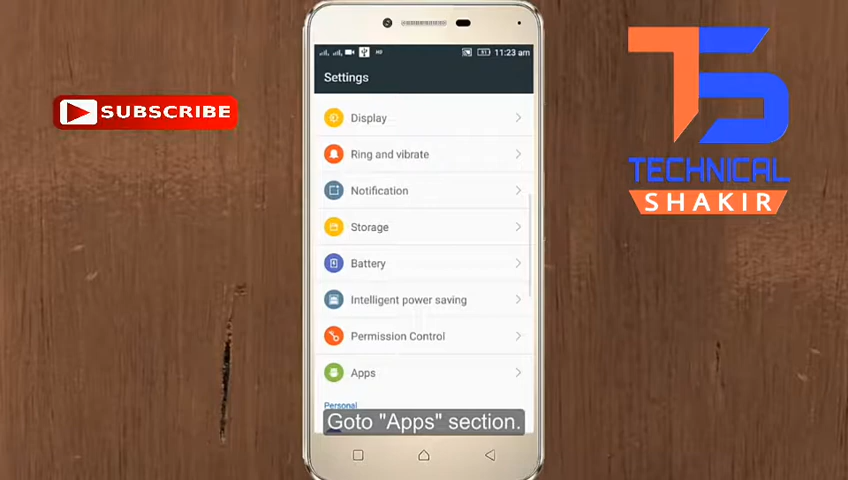 SUBSCRIBE
11:23 am
Settings
Display
Ring and vibrate
Notification
Storage
Battery
Intelligent power saving
Permission Control
Apps
Personal
Goto "Apps" section.
TS
TECHNICAL
SHAKIR